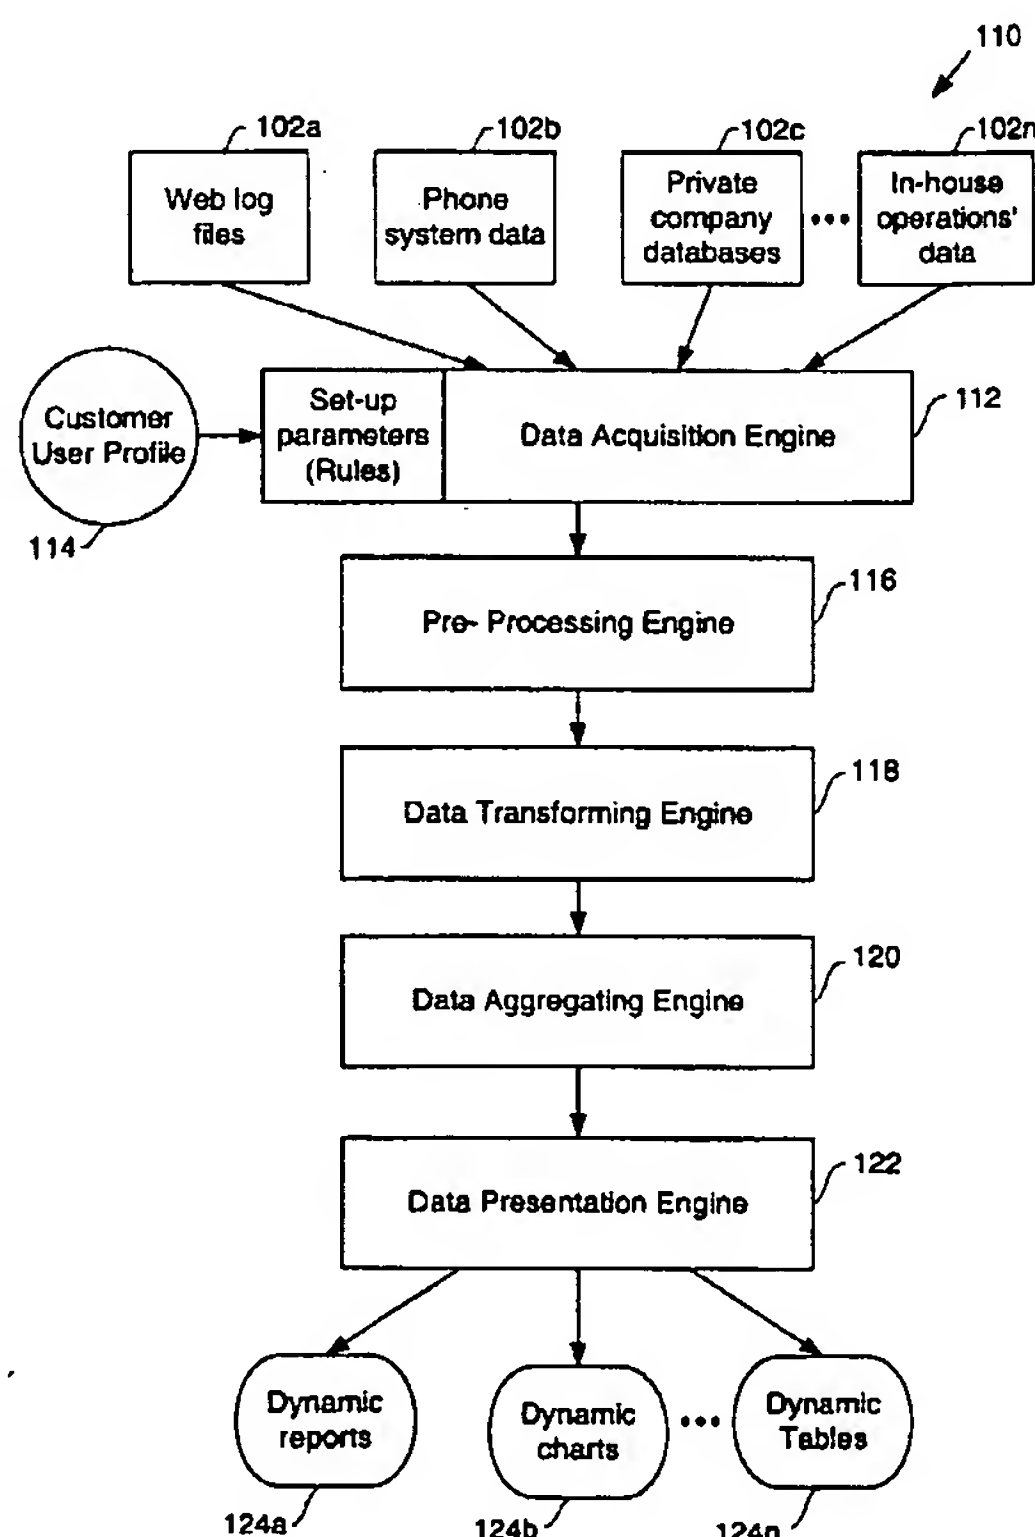 110
102a
102b
102c
102n
Web log
files
Phone
system data
Private
company
databases
In-house
operations'
data
Customer
User Profile
114
Set-up
parameters
(Rules)
Data Acquisition Engine
112
Pre- Processing Engine
116
Data Transforming Engine
118
Data Aggregating Engine
120
Data Presentation Engine
122
Dynamic
reports
Dynamic
charts
Dynamic
Tables
124a
124b
124n